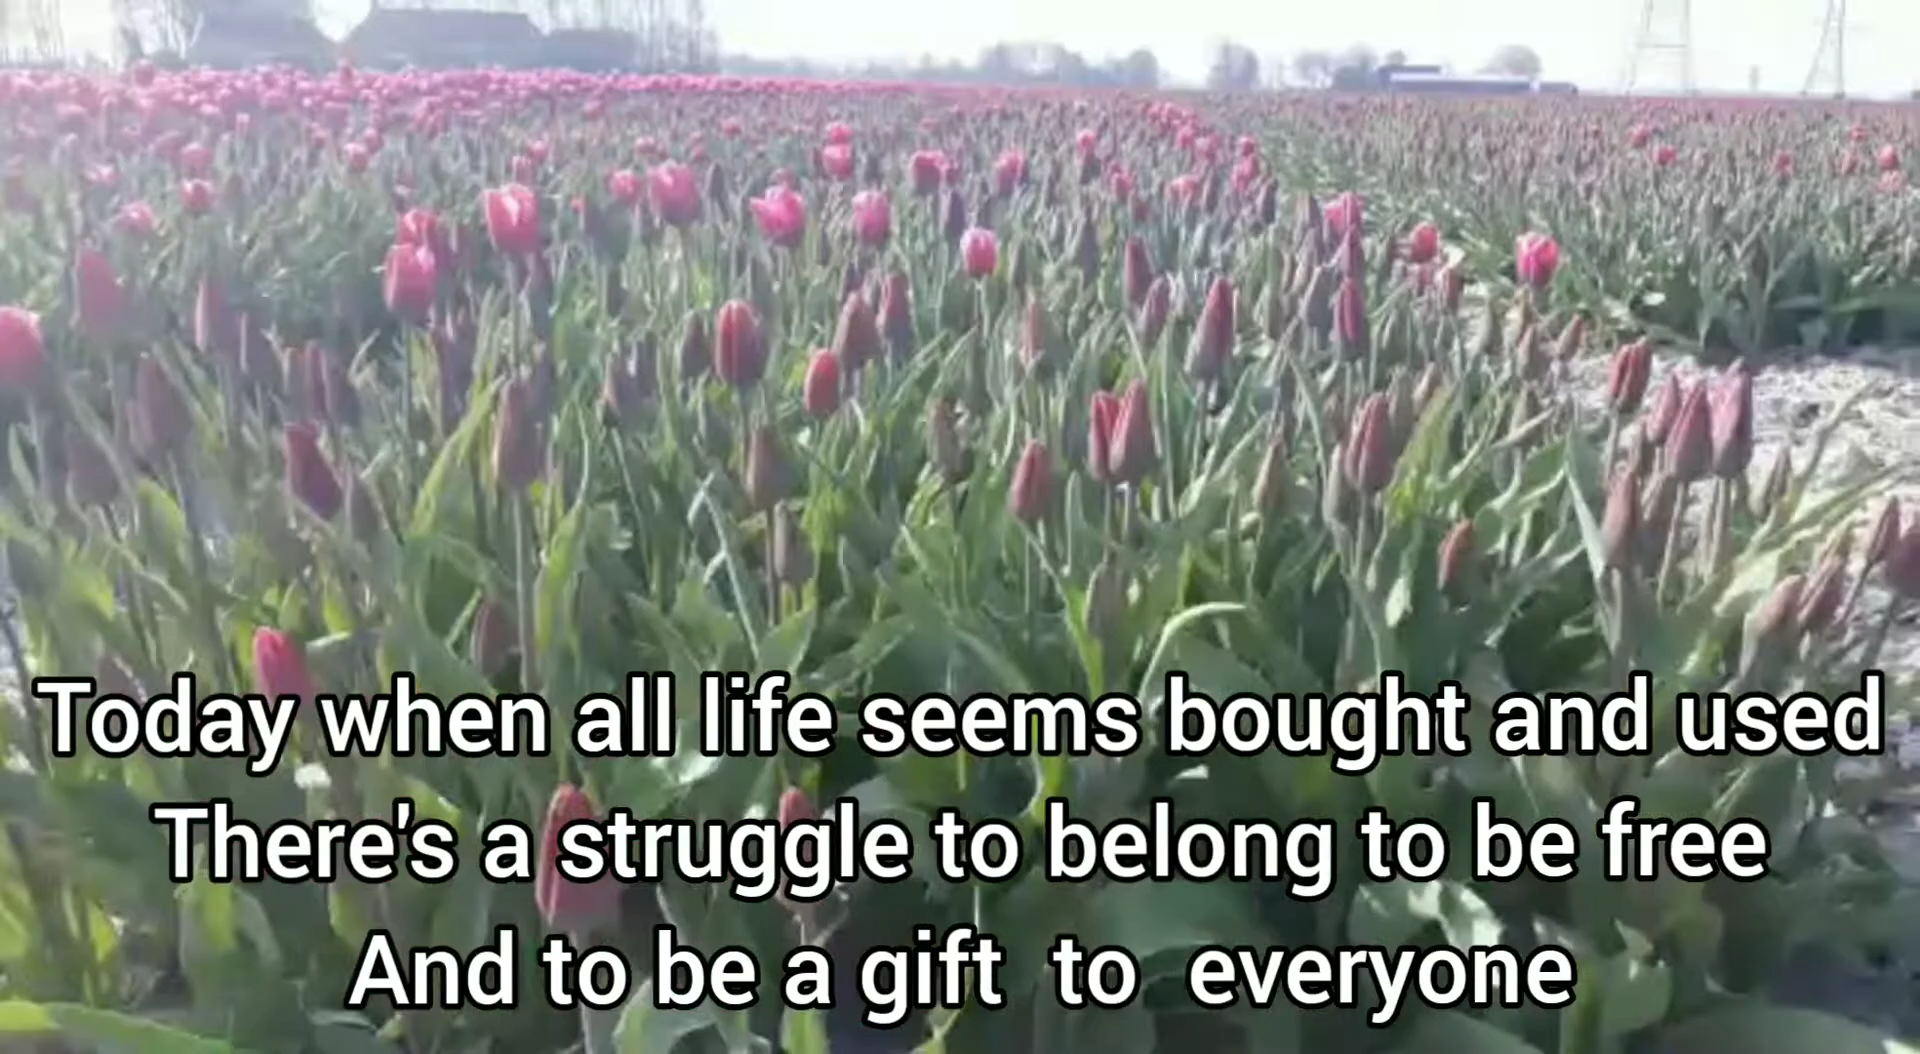 Today when all life seems bought and used
There's a struggle to belong to be free
And to be a gift to everyone